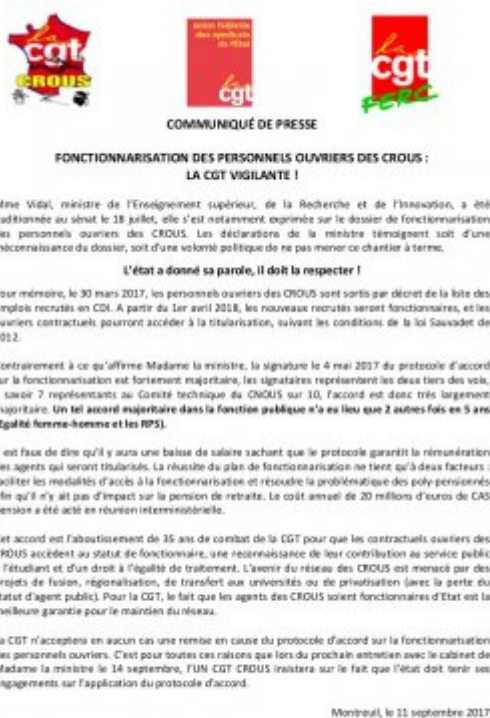 la
cgt
CROUS
union fédérale
des syndicats
de l'État
la
cgt
la
cgt
FERC
COMMUNIQUÉ DE PRESSE
FONCTIONNARISATION DES PERSONNELS OUVRIERS DES CROUS :
LA CGT VIGILANTE !
Mme Vidal, ministre de l'Enseignement supérieur, de la Recherche et de l'Innovation, a été
auditionnée au sénat le 18 juillet, elle s'est notamment exprimée sur le dossier de fonctionnarisation
des personnels ouvriers des CROUS. Les déclarations de la ministre témoignent soit d'une
méconnaissance du dossier, soit d'une volonté politique de ne pas mener ce chantier à terme.
L'état a donné sa parole, il doit la respecter !
our mémoire, le 30 mars 2017, les personnels ouvriers des CROUS sont sortis par décret de la liste des
mplois recrutés en CDI. A partir du 1er avril 2018, les nouveaux recrutés seront fonctionnaires, et les
uvriers contractuels pourront accéder à la titularisation, suivant les conditions de la loi Sauvadet de
012.
ontrairement à ce qu'affirme Madame la ministre, la signature le 4 mai 2017 du protocole d'accord
ur la fonctionnarisation est fortement majoritaire, les signataires représentent les deux tiers des voix,
savoir 7 représentants au Comité technique du CNOUS sur 10, l'accord est donc très largement
majoritaire. Un tel accord majoritaire dans la fonction publique n'a eu lieu que 2 autres fois en 5 ans
Egalité femme-homme et les RPS).
est faux de dire qu'il y aura une baisse de salaire sachant que le protocole garantit la rémunération
es agents qui seront titularisés. La réussite du plan de fonctionnarisation ne tient qu'à deux facteurs :
aciliter les modalités d'accès à la fonctionnarisation et résoudre la problématique des poly-pensionnés
fin qu'il n'y ait pas d'impact sur la pension de retraite. Le coût annuel de 20 millions d'euros de CAS
ension a été acté en réunion interministérielle.
et accord est l'aboutissement de 35 ans de combat de la CGT pour que les contractuels ouvriers des
CROUS accèdent au statut de fonctionnaire, une reconnaissance de leur contribution au service public
l'étudiant et d'un droit à l'égalité de traitement. L'avenir du réseau des CROUS est menacé par des
rojets de fusion, régionalisation, de transfert aux universités ou de privatisation (avec la perte du
tatut d'agent public). Pour la CGT, le fait que les agents des CROUS soient fonctionnaires d'Etat est la
meilleure garantie pour le maintien du réseau.
a CGT n'acceptera en aucun cas une remise en cause du protocole d'accord sur la fonctionnarisation
es personnels ouvriers. C'est pour toutes ces raisons que lors du prochain entretien avec le cabinet de
Madame la ministre le 14 septembre, l'UN CGT CROUS insistera sur le fait que l'état doit tenir ses
ngagements sur l'application du protocole d'accord.
Montreuil, le 11 septembre 2017